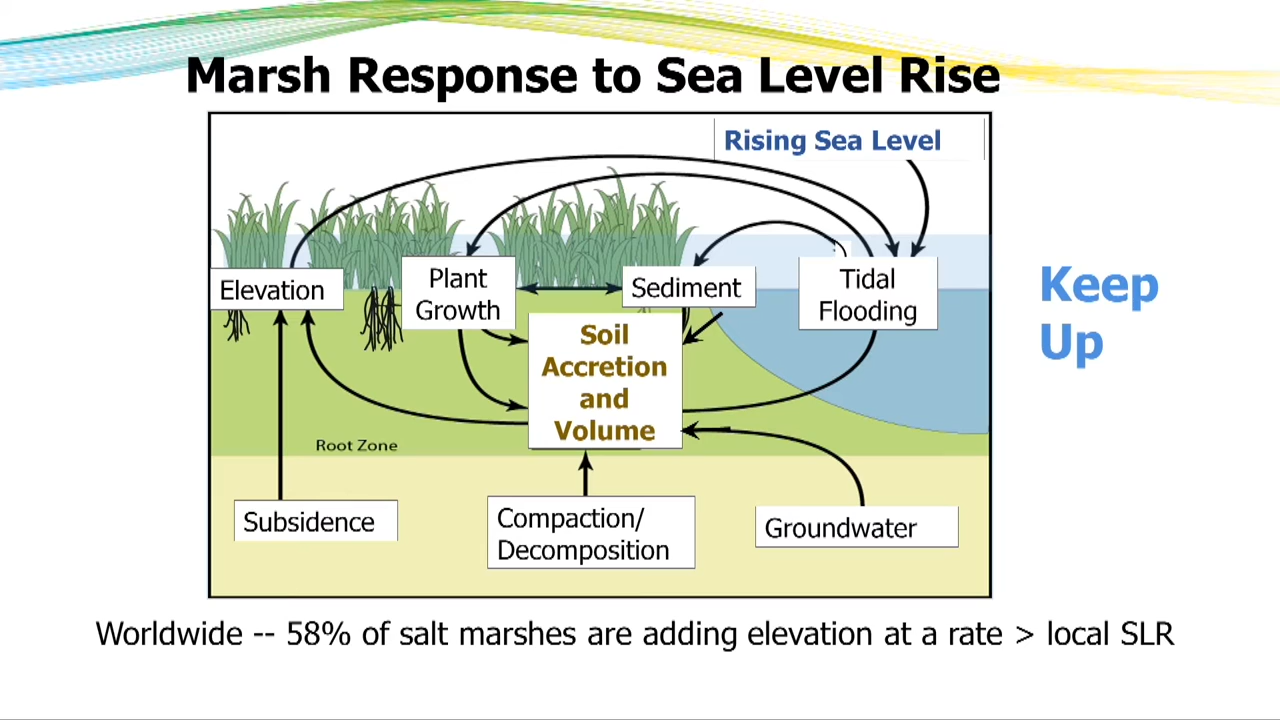 Marsh Response to Sea Level Rise
Rising Sea Level
Elevation
Plant
Growth
Sediment
Tidal
Flooding
Keep
Up
Soil
Accretion
and
Volume
Root Zone
Subsidence
Compaction/
Decomposition
Groundwater
Worldwide -- 58% of salt marshes are adding elevation at a rate > local SLR